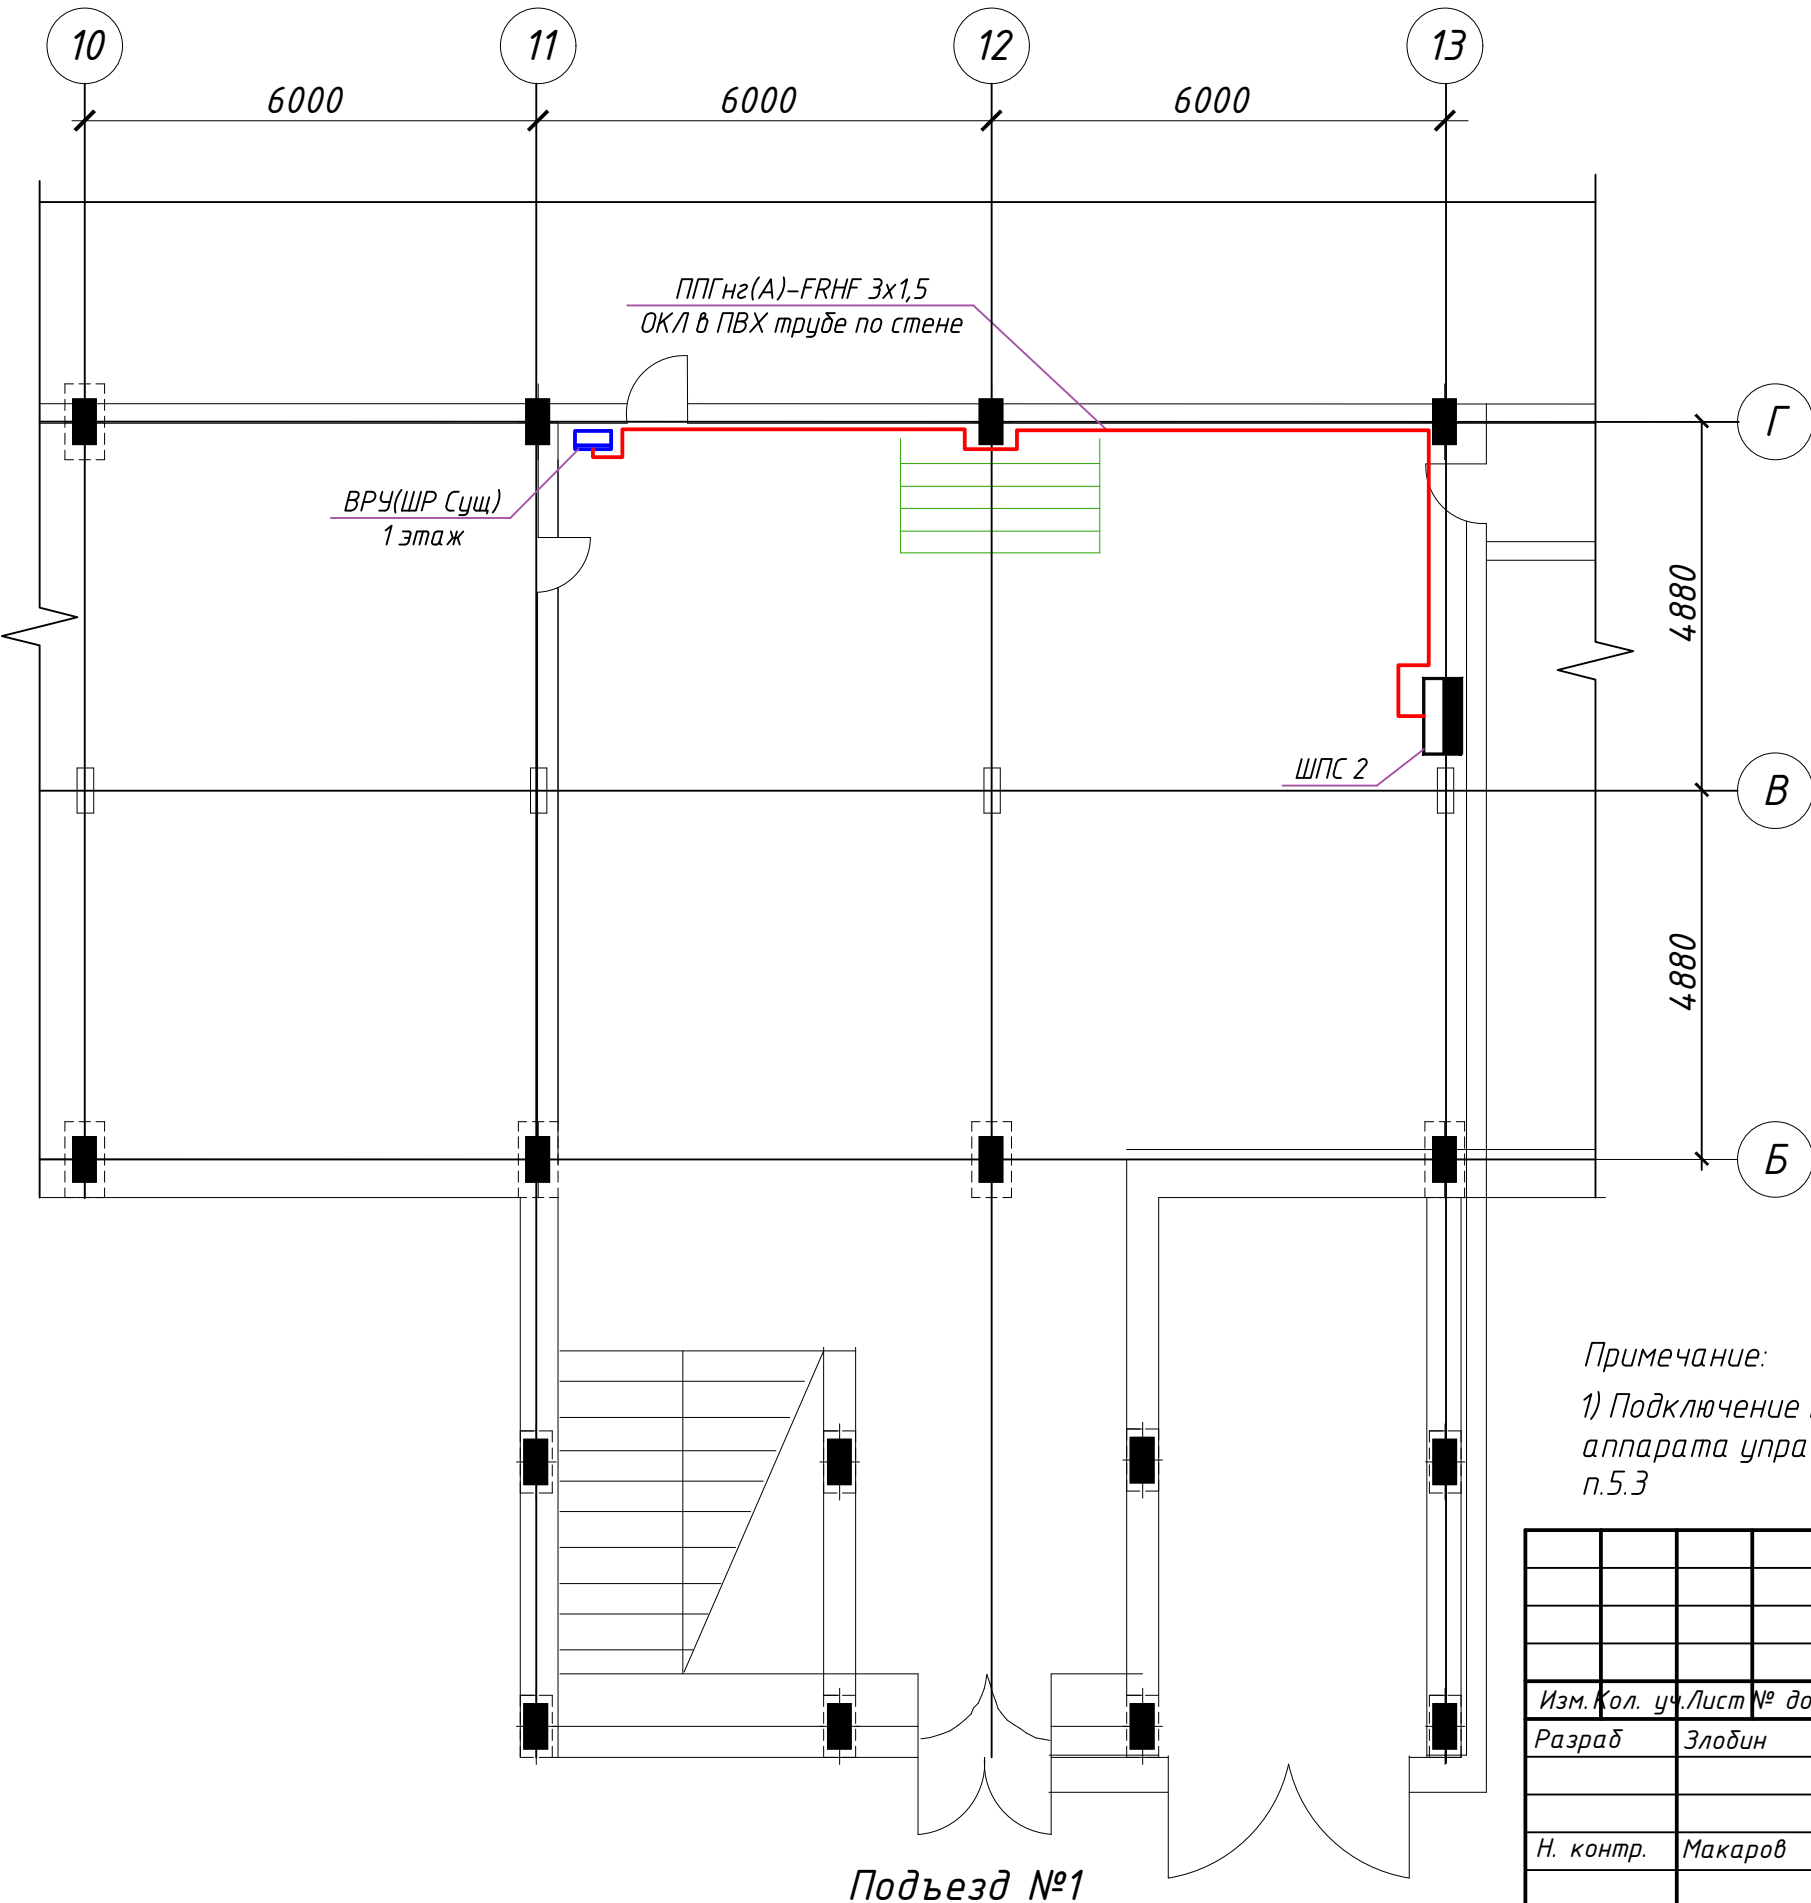 10 11 12 13
6000 6000 6000
ППГнг(А)-FRHF 3х1,5
ОКЛ в ПВХ трубе по стене
Г
ВРУ(ШР Сущ)
1 этаж
4880
ШПС 2
В
4880
Б
Примечание:
1) Подключение
аппарата упра
п.5.3
Изм. Кол. уч. Лист № до
Разраб Злобин
Н. контр. Макаров
Подъезд №1